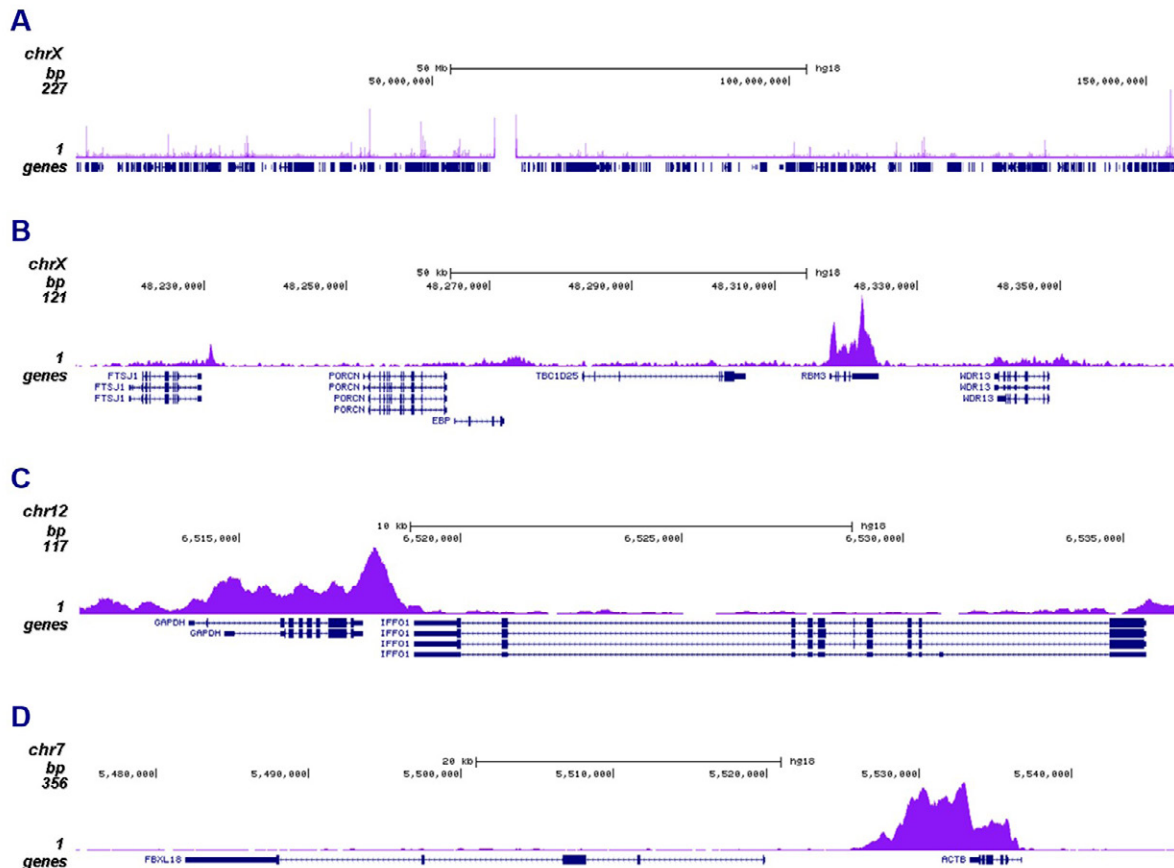 A
chrX
50 Mb hg18
bp 50,000,000 100,000,000 150,000,000
227
1
genes
B
chrX
50 kb hg18
bp 48,230,000 48,250,000 48,270,000 48,290,000 48,310,000 48,330,000 48,350,000
121
1
genes
FTSJ1 PORCN TBC1D25 RBM3 WDR13
FTSJ1 PORCN WDR13
FTSJ1 PORCN WDR13
PORCN
EBP
C
chr12
10 kb hg18
bp 6,515,000 6,520,000 6,525,000 6,530,000 6,535,000
117
1
genes
GAPDH IFFO1
GAPDH IFFO1
IFFO1
IFFO1
D
chr7
20 kb hg18
bp 5,480,000 5,490,000 5,500,000 5,510,000 5,520,000 5,530,000 5,540,000
356
1
genes FBXL18 ACTB